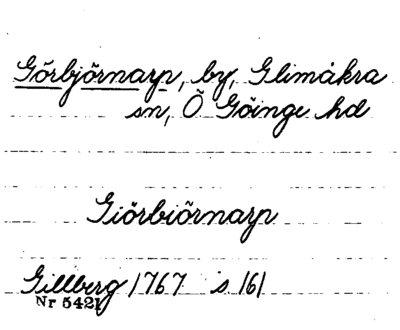 Görbjörnarp, by, Glimåkra
sn, Ö Göinge hd
Giörbiörnarp
Gillberg 1767 s 161
Nr 5421